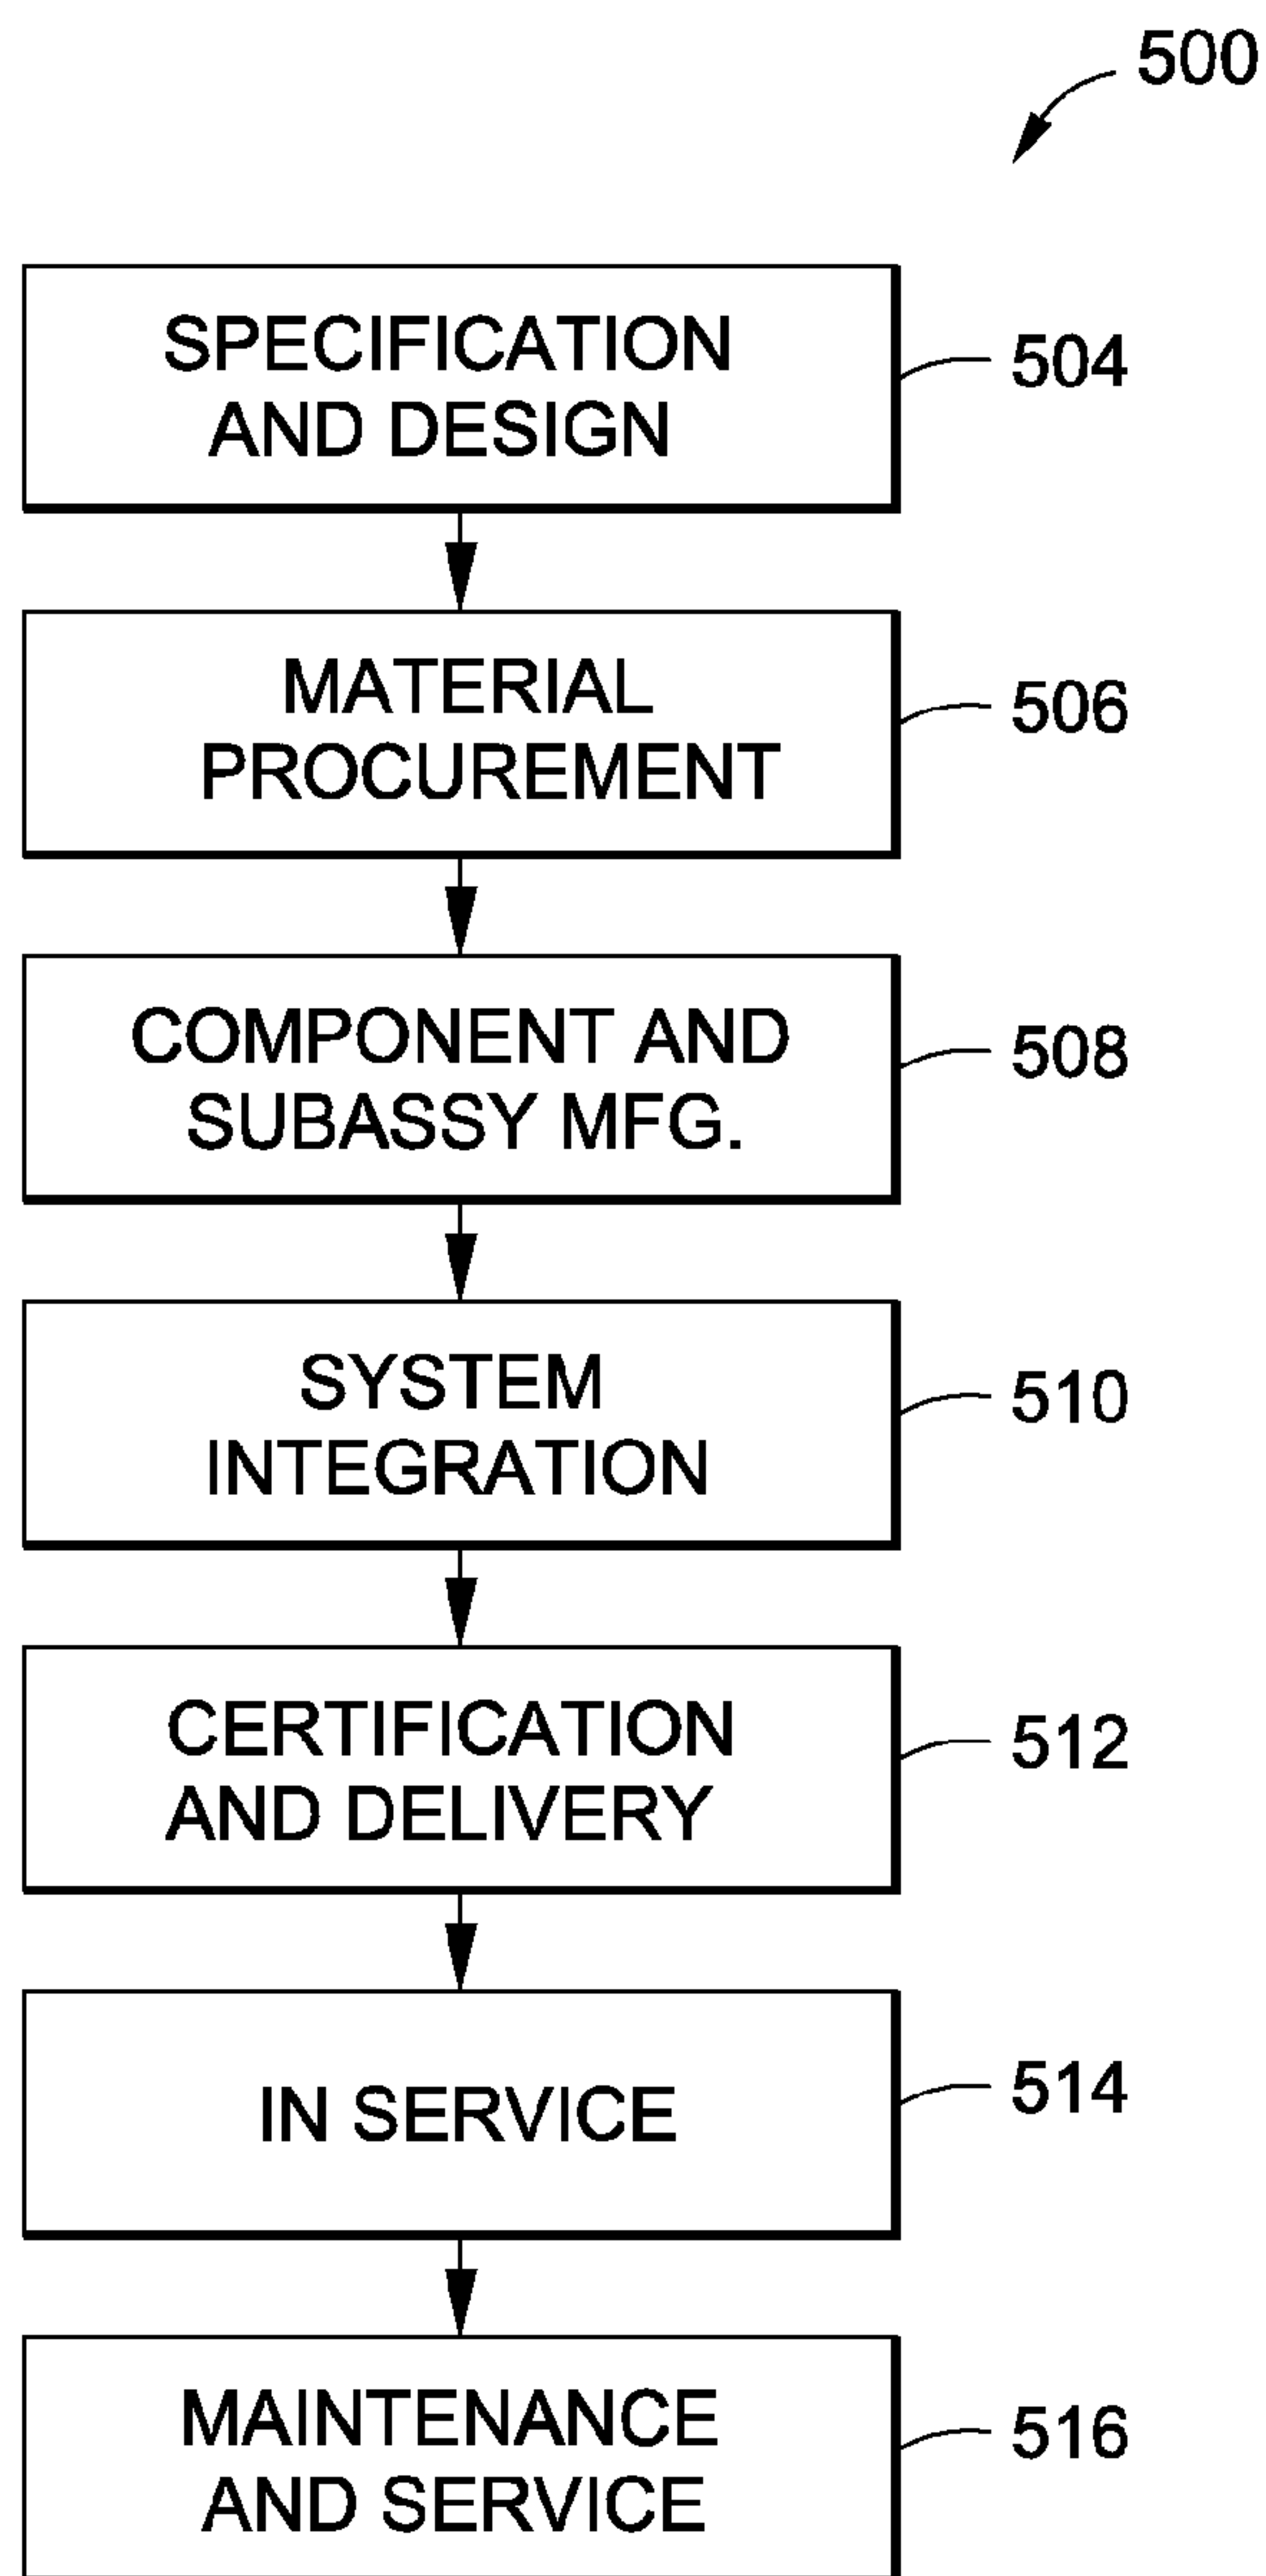 500
SPECIFICATION
AND DESIGN
504
MATERIAL
PROCUREMENT
506
COMPONENT AND
SUBASSY MFG.
508
SYSTEM
INTEGRATION
510
CERTIFICATION
AND DELIVERY
512
IN SERVICE
514
MAINTENANCE
AND SERVICE
516